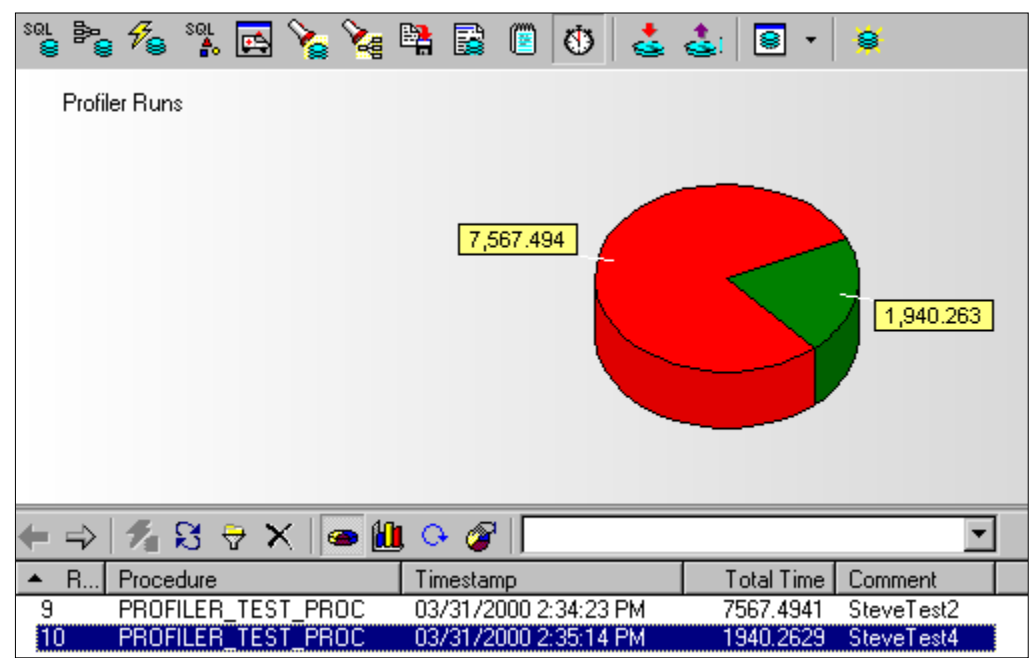 SQL SQL
Profiler Runs
7,567.494
1,940.263
R... Procedure Timestamp Total Time Comment
9 PROFILER_TEST_PROC 03/31/2000 2:34:23 PM 7567.4941 SteveTest2
10 PROFILER_TEST_PROC 03/31/2000 2:35:14 PM 1940.2629 SteveTest4